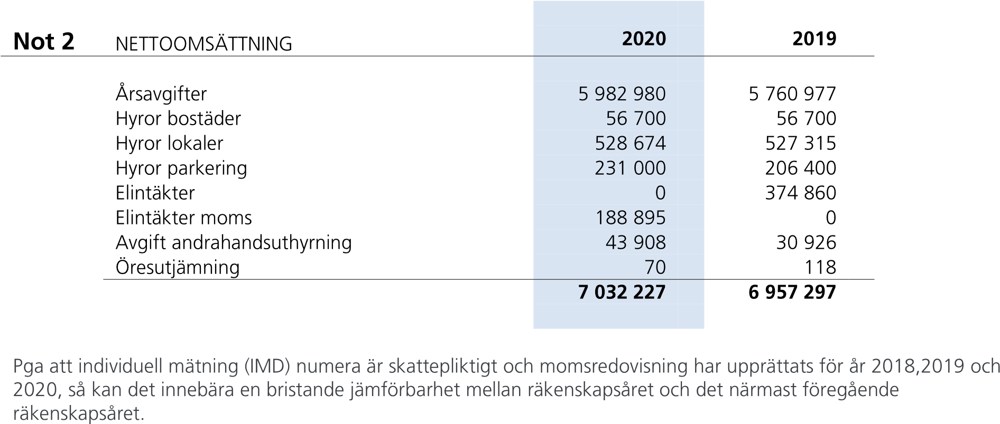 Not 2 NETTOOMSÄTTNING 2020 2019
Årsavgifter 5 982 980 5 760 977
Hyror bostäder 56 700 56 700
Hyror lokaler 528 674 527 315
Hyror parkering 231 000 206 400
Elintäkter 0 374 860
Elintäkter moms 188 895 0
Avgift andrahandsuthyrning 43 908 30 926
Öresutjämning 70 118
7 032 227 6 957 297
Pga att individuell mätning (IMD) numera är skattepliktigt och momsredovisning har upprättats för år 2018,2019 och
2020, så kan det innebära en bristande jämförbarhet mellan räkenskapsåret och det närmast föregående
räkenskapsåret.